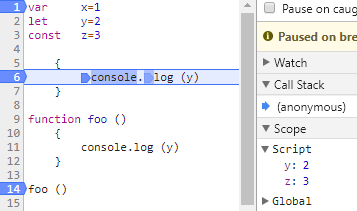 1 var x=1
2 let y=2
3 const z=3
4
5 {
6 console.log (y)
7 }
8
9 function foo ()
10 {
11 console.log (y)
12 }
13
14 foo ()
15
Pause on caug
Paused on bre
Watch
Call Stack
(anonymous)
Scope
Script
y: 2
z: 3
Global